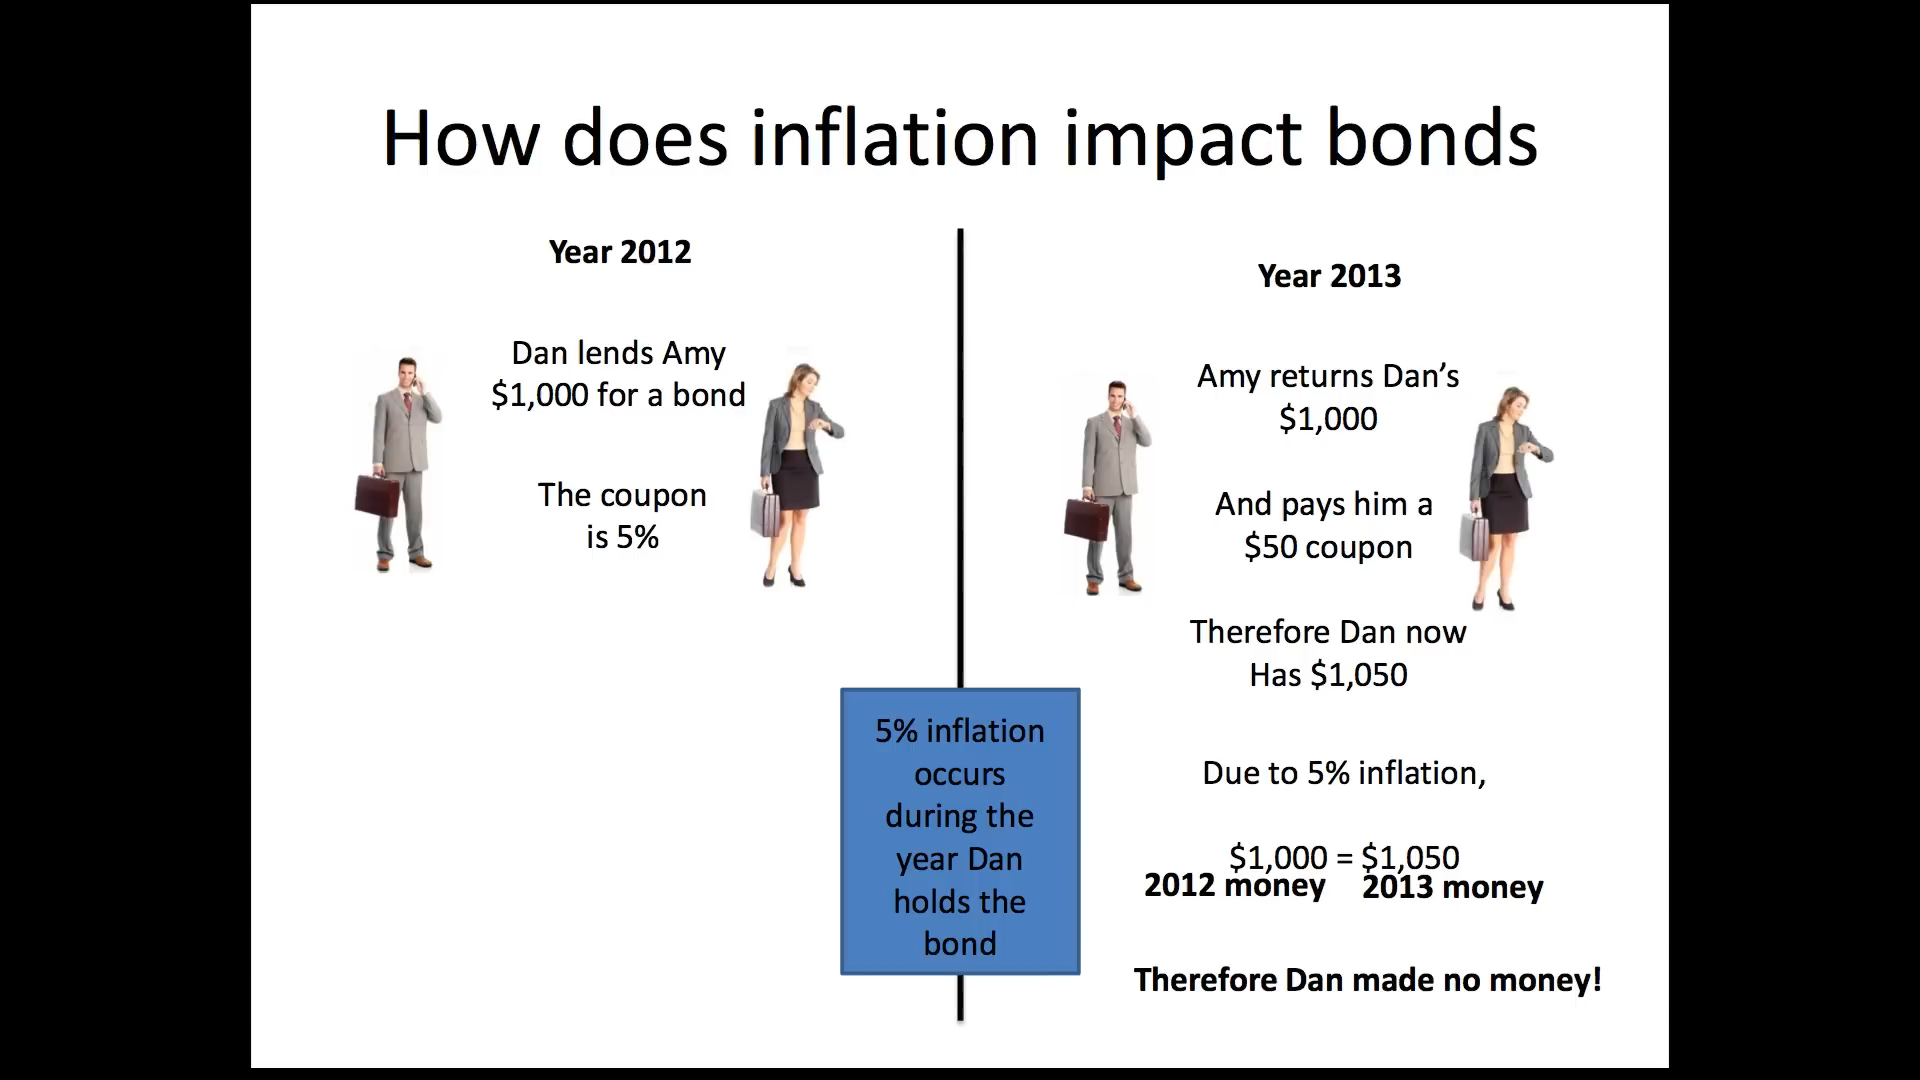 How does inflation impact bonds
Year 2012
Dan lends Amy
$1,000 for a bond
The coupon
is 5%
5% inflation
occurs
during the
year Dan
holds the
bond
Year 2013
Amy returns Dan’s
$1,000
And pays him a
$50 coupon
Therefore Dan now
Has $1,050
Due to 5% inflation,
$1,000 = $1,050
2012 money 2013 money
Therefore Dan made no money!